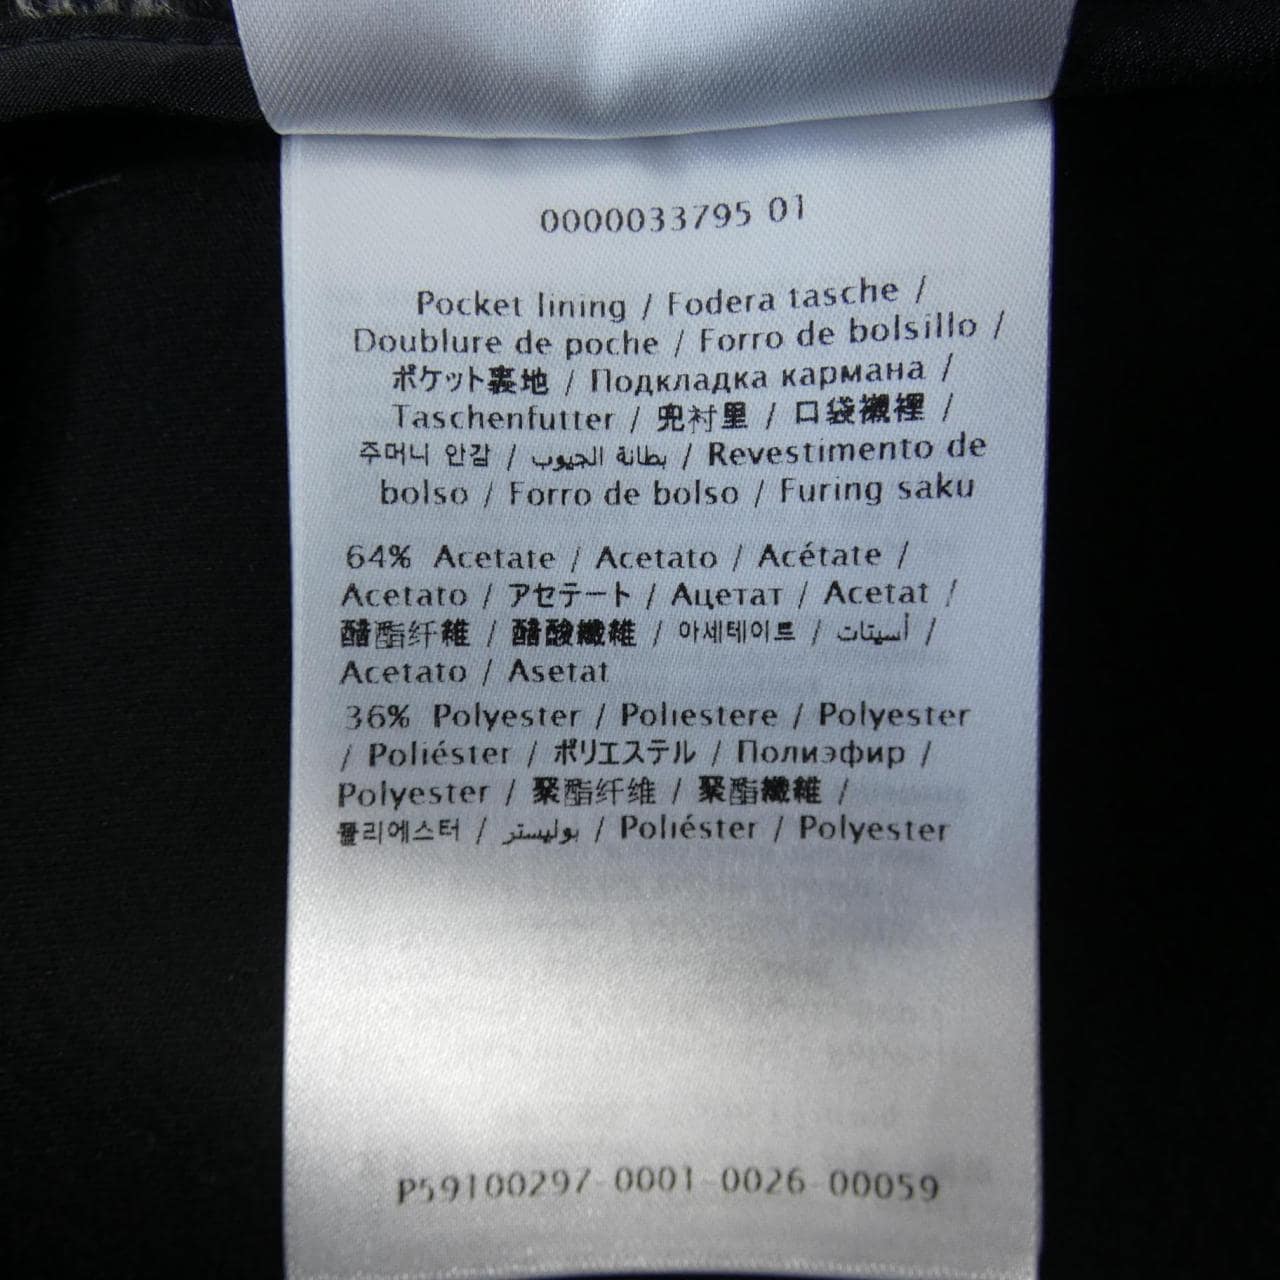 0000033795 01
Pocket lining / Fodera tasche /
Doublure de poche / Forro de bolsillo /
ポケット裏地 / Подкладка кармана /
Taschenfutter / 兜衬里 / 口袋襯裡 /
주머니 안감 / بطانة الجيوب / Revestimento de
bolso / Forro de bolso / Furing saku
64% Acetate / Acetato / Acétate /
Acetato / アセテート / Ацетат / Acetat /
醋酯纤維 / 醋酸纖維 / 아세테이트 / أسيتات /
Acetato / Asetat
36% Polyester / Poliestere / Polyester
/ Poliéster / ポリエステル / Полиэфир /
Polyester / 聚酯纤维 / 聚酯纖維 /
폴리에스터 / بوليستر / Poliéster / Polyester
P59100297 0001 0026 00059